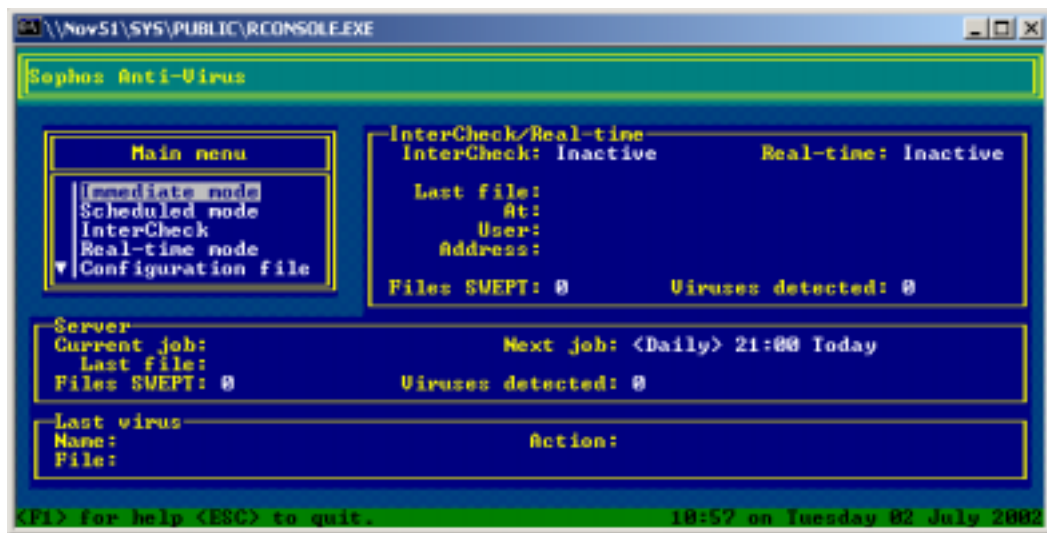 \\Nov51\SYS\PUBLIC\RCONSOLE.EXE
Sophos Anti-Virus
Main menu
Immediate mode
Scheduled mode
InterCheck
Real-time mode
Configuration file
InterCheck/Real-time
InterCheck: Inactive Real-time: Inactive
Last file:
At:
User:
Address:
Files SWEPT: 0 Viruses detected: 0
Server
Current job: Next job: <Daily> 21:00 Today
Last file:
Files SWEPT: 0 Viruses detected: 0
Last virus
Name: Action:
File:
<F1> for help <ESC> to quit. 10:57 on Tuesday 02 July 2002